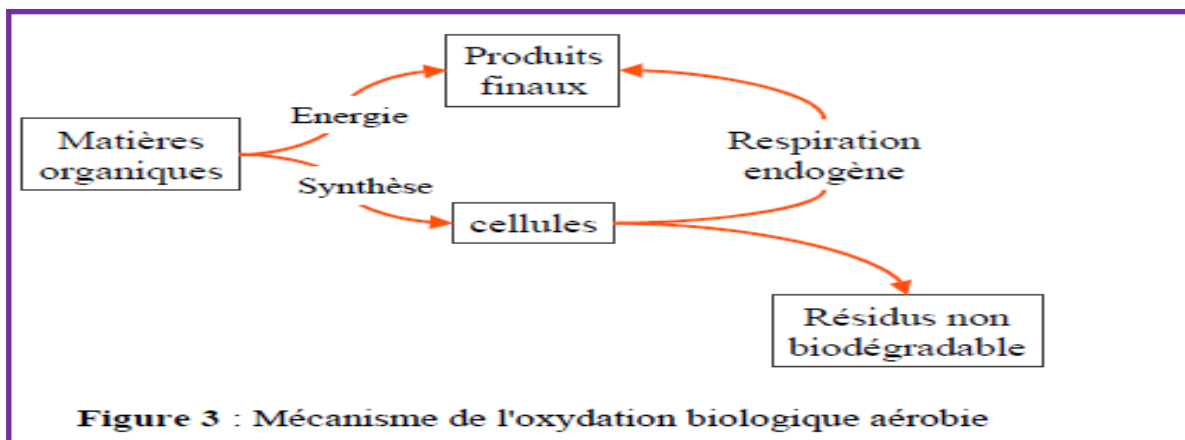 Produits
finaux
Energie
Matières
organiques
Respiration
endogène
Synthèse
cellules
Résidus non
biodégradable
Figure 3 : Mécanisme de l'oxydation biologique aérobie